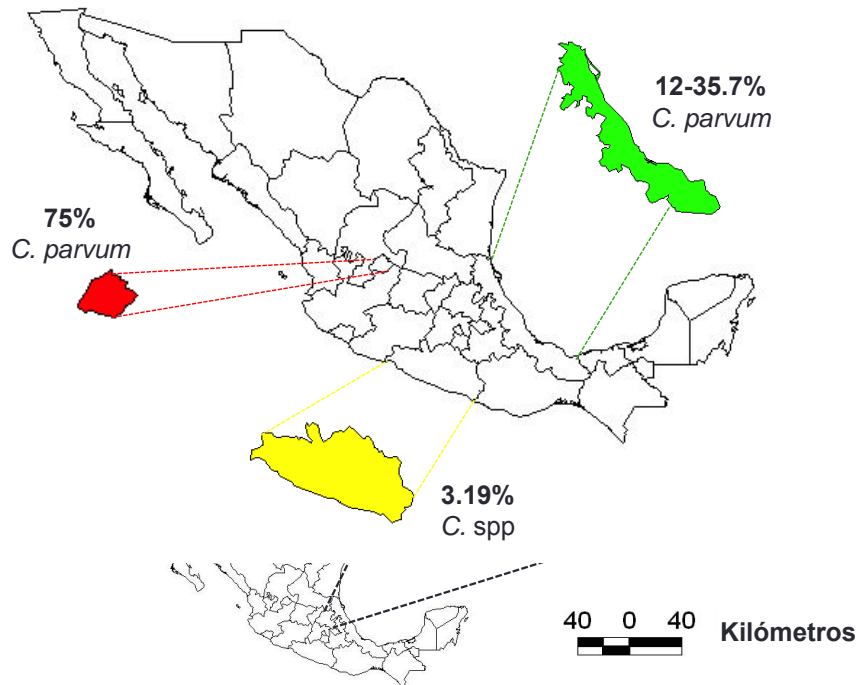 12-35.7%
C. parvum
75%
C. parvum
3.19%
C. spp
40 0 40 Kilómetros